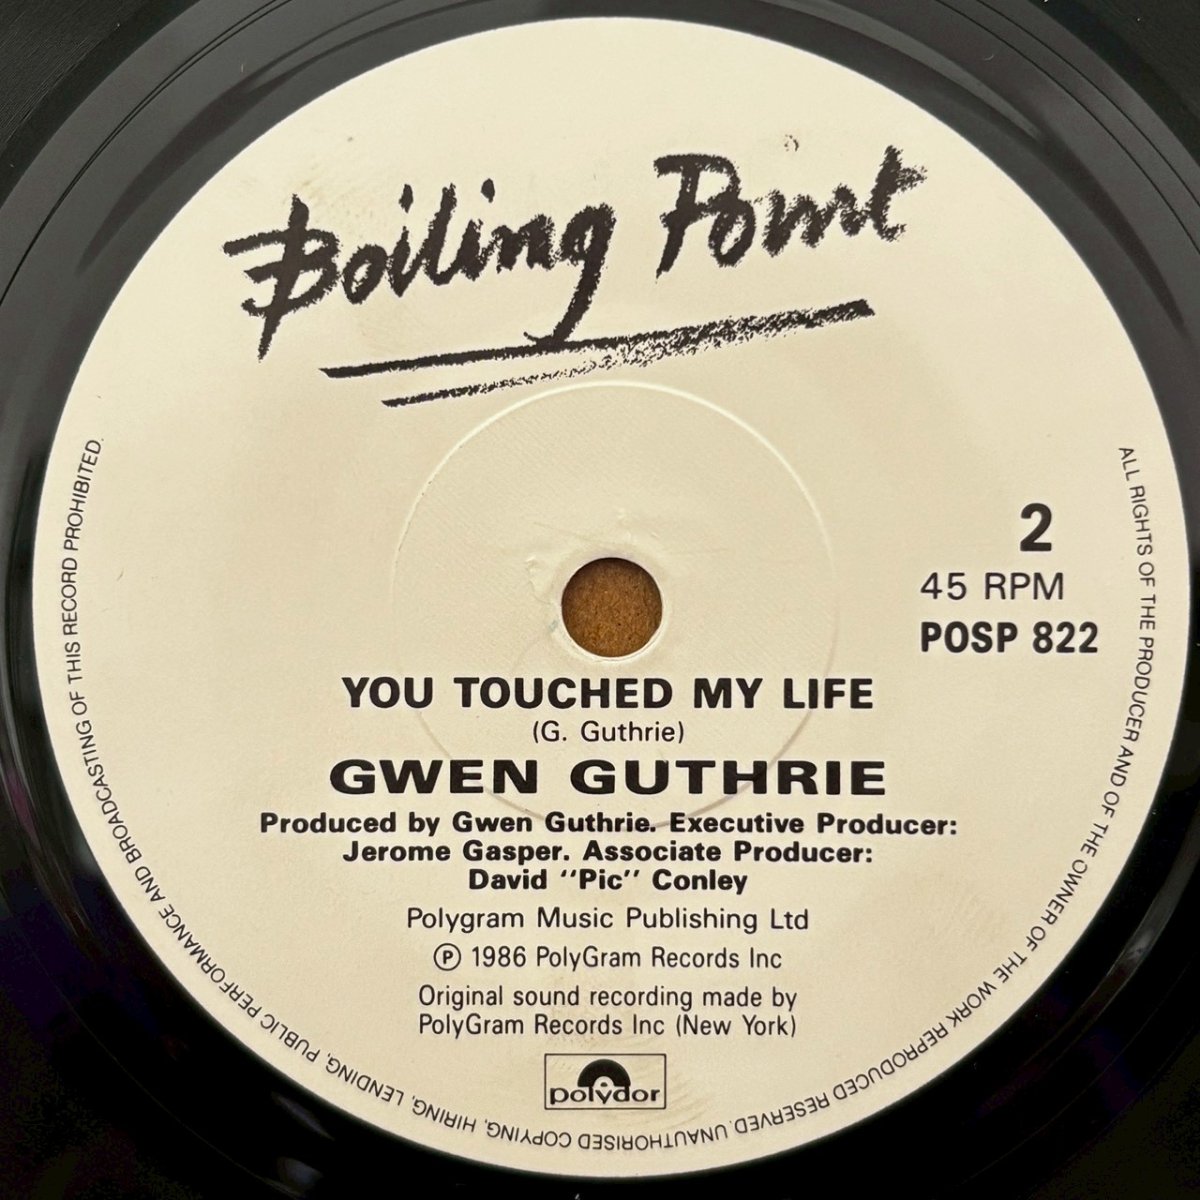 Boiling Point
2
45 RPM
POSP 822
YOU TOUCHED MY LIFE
(G. Guthrie)
GWEN GUTHRIE
Produced by Gwen Guthrie. Executive Producer:
Jerome Gasper. Associate Producer:
David "Pic" Conley
Polygram Music Publishing Ltd
Ⓟ 1986 PolyGram Records Inc
Original sound recording made by
PolyGram Records Inc (New York)
polydor
ALL RIGHTS OF THE PRODUCER AND OF THE OWNER OF THE WORK REPRODUCED RESERVED. UNAUTHORISED COPYING, HIRING, LENDING, PUBLIC PERFORMANCE AND BROADCASTING OF THIS RECORD PROHIBITED.